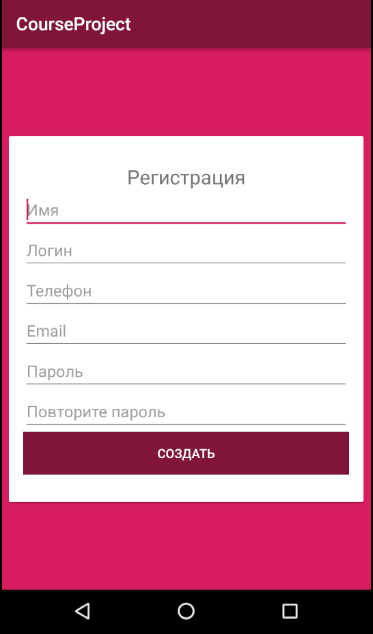 CourseProject
Регистрация
Имя
Логин
Телефон
Email
Пароль
Повторите пароль
СОЗДАТЬ